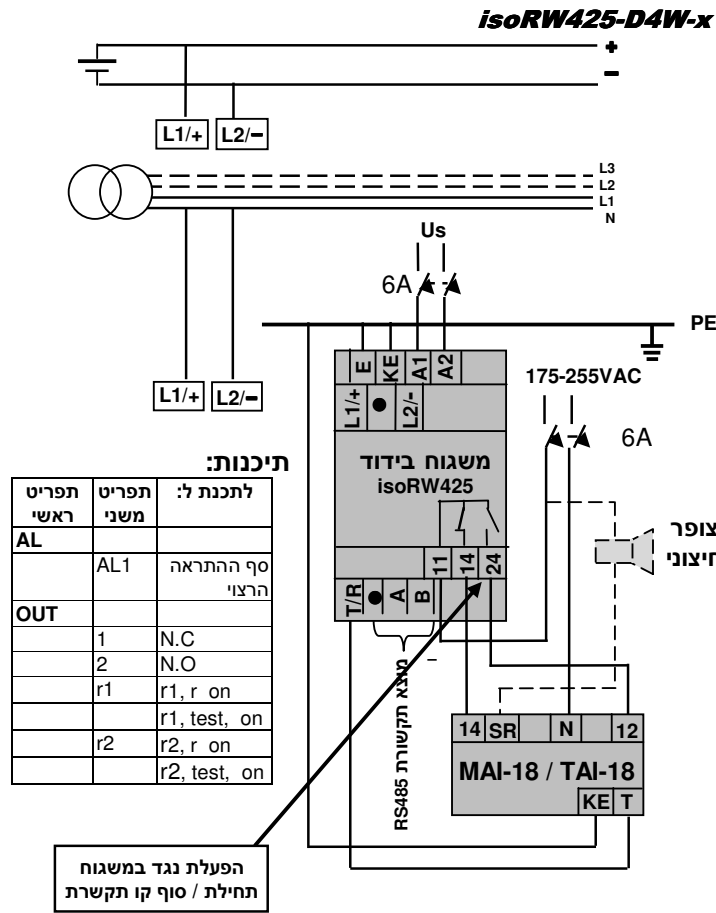 isoRW425-D4W-x
+
−
L1/+ L2/−
L3
L2
L1
N
Us
6A
PE
E KE A1 A2
L1/+ ● L2/-
175-255VAC
6A
L1/+ L2/−
משגוח בידוד
isoRW425
תיכנות:
תפריט ראשי תפריט משני לתכנת ל:
AL
AL1 סף ההתראה הרצוי
OUT
1 N.C
2 N.O
r1 r1, r on
r1, test, on
r2 r2, r on
r2, test, on
צופר
חיצוני
11 14 24
T/R ● A B
מוצא תקשורת RS485
14 SR N 12
MAI-18 / TAI-18
KE T
הפעלת נגד במשגוח
תחילת / סוף קו תקשרת